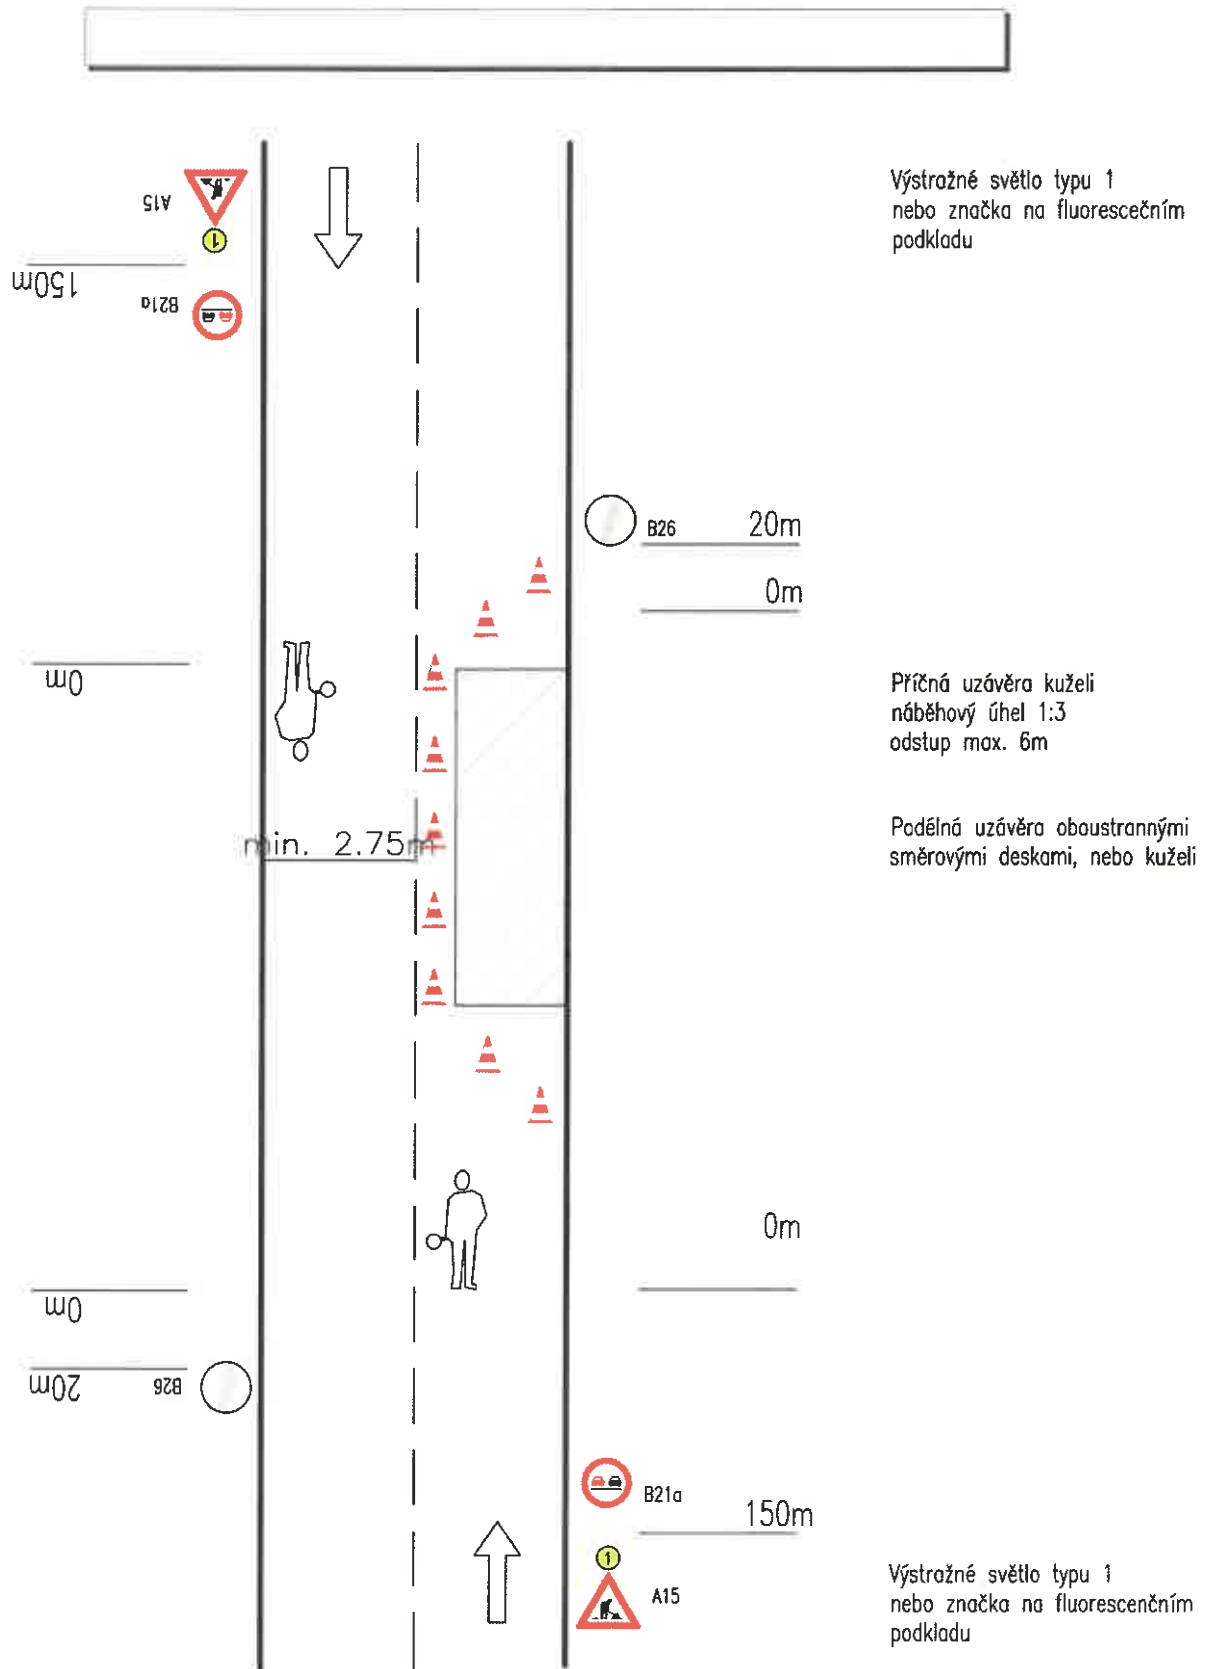 A15
1
Výstražné světlo typu 1
nebo značka na fluorescečním
podkladu
150m
B21a
B26 20m
0m
0m
Příčná uzávěra kuželi
náběhový úhel 1:3
odstup max. 6m
min. 2.75m
Podélná uzávěra oboustrannými
směrovými deskami, nebo kuželi
0m
0m
20m B26
B21a
150m
1
A15
Výstražné světlo typu 1
nebo značka na fluorescenčním
podkladu